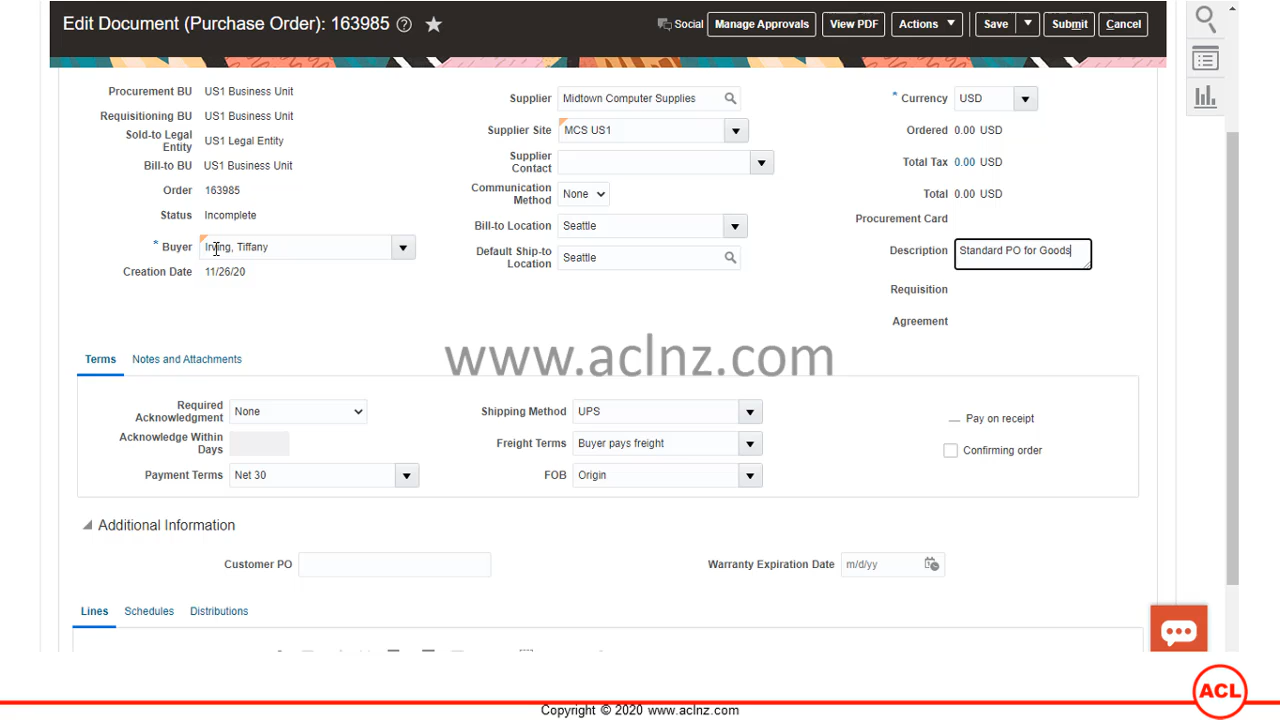 Edit Document (Purchase Order): 163985 ?
Social
Manage Approvals
View PDF
Actions
Save
Submit
Cancel
Procurement BU US1 Business Unit
Requisitioning BU US1 Business Unit
Sold-to Legal
Entity US1 Legal Entity
Bill-to BU US1 Business Unit
Order 163985
Status Incomplete
* Buyer Irving, Tiffany
Creation Date 11/26/20
Supplier Midtown Computer Supplies
Supplier Site MCS US1
Supplier
Contact
Communication
Method None
Bill-to Location Seattle
Default Ship-to
Location Seattle
* Currency USD
Ordered 0.00 USD
Total Tax 0.00 USD
Total 0.00 USD
Procurement Card
Description Standard PO for Goods
Requisition
Agreement
www.aclnz.com
Terms Notes and Attachments
Required
Acknowledgment None
Acknowledge Within
Days
Payment Terms Net 30
Shipping Method UPS
Freight Terms Buyer pays freight
FOB Origin
Pay on receipt
Confirming order
Additional Information
Customer PO
Warranty Expiration Date m/d/yy
Lines Schedules Distributions
ACL
Copyright © 2020 www.aclnz.com